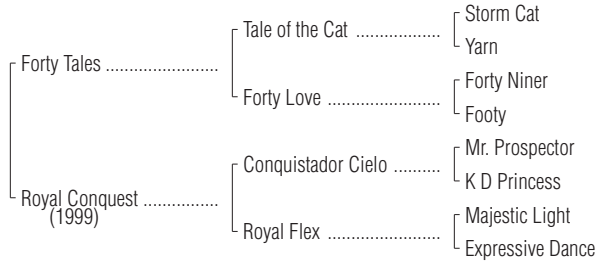 Storm Cat
Tale of the Cat ..................
Yarn
Forty Tales ........................
Forty Niner
Forty Love ........................
Footy
Mr. Prospector
Conquistador Cielo ..........
K D Princess
Royal Conquest ................
(1999)
Majestic Light
Royal Flex ........................
Expressive Dance